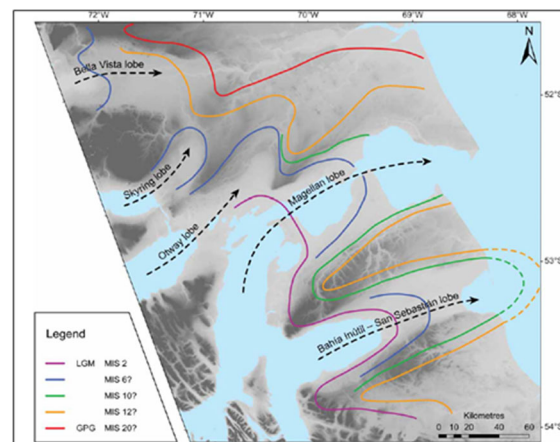 72°W 71°W 70°W 69°W 68°W
N
Bella Vista lobe
52°S
Skyring lobe
Otway lobe
Magellan lobe
53°S
Bahía Inútil – San Sebastián lobe
Legend
LGM MIS 2
MIS 6?
MIS 10?
MIS 12?
GPG MIS 20?
Kilometres
0 10 20 40 60
54°S